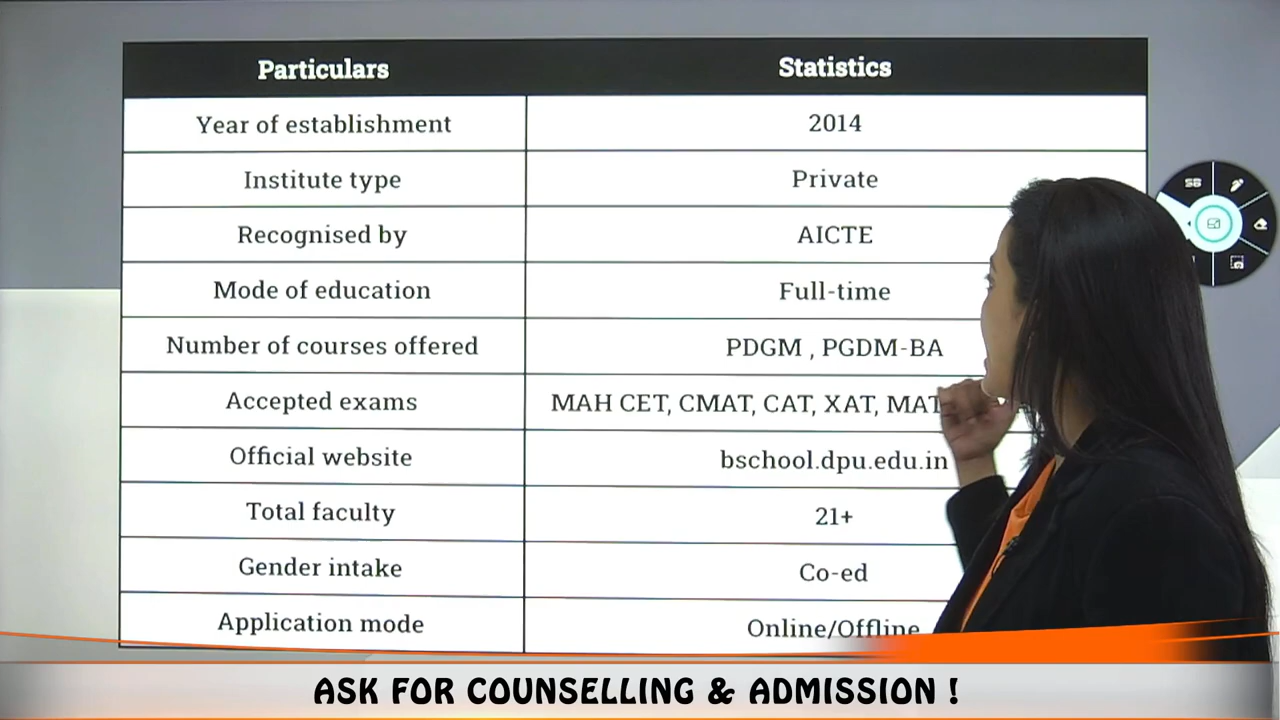 Particulars Statistics
Year of establishment 2014
Institute type Private
Recognised by AICTE
Mode of education Full-time
Number of courses offered PDGM , PGDM-BA
Accepted exams MAH CET, CMAT, CAT, XAT, MAT
Official website bschool.dpu.edu.in
Total faculty 21+
Gender intake Co-ed
Application mode Online/Offline
ASK FOR COUNSELLING & ADMISSION !